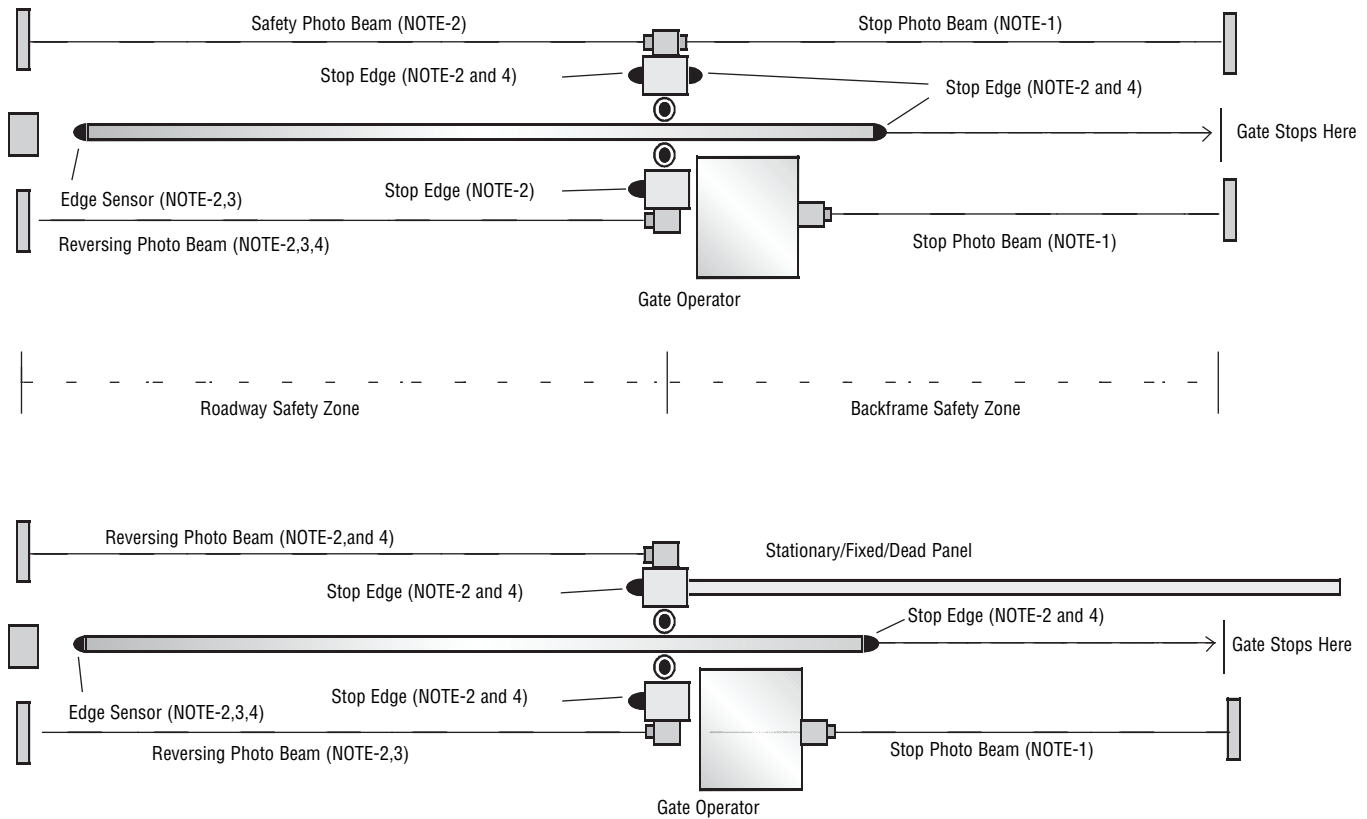 Safety Photo Beam (NOTE-2)
Stop Photo Beam (NOTE-1)
Stop Edge (NOTE-2 and 4)
Stop Edge (NOTE-2 and 4)
Gate Stops Here
Edge Sensor (NOTE-2,3)
Stop Edge (NOTE-2)
Reversing Photo Beam (NOTE-2,3,4)
Stop Photo Beam (NOTE-1)
Gate Operator
Roadway Safety Zone
Backframe Safety Zone
Reversing Photo Beam (NOTE-2,and 4)
Stationary/Fixed/Dead Panel
Stop Edge (NOTE-2 and 4)
Stop Edge (NOTE-2 and 4)
Gate Stops Here
Stop Edge (NOTE-2 and 4)
Edge Sensor (NOTE-2,3,4)
Reversing Photo Beam (NOTE-2,3)
Stop Photo Beam (NOTE-1)
Gate Operator